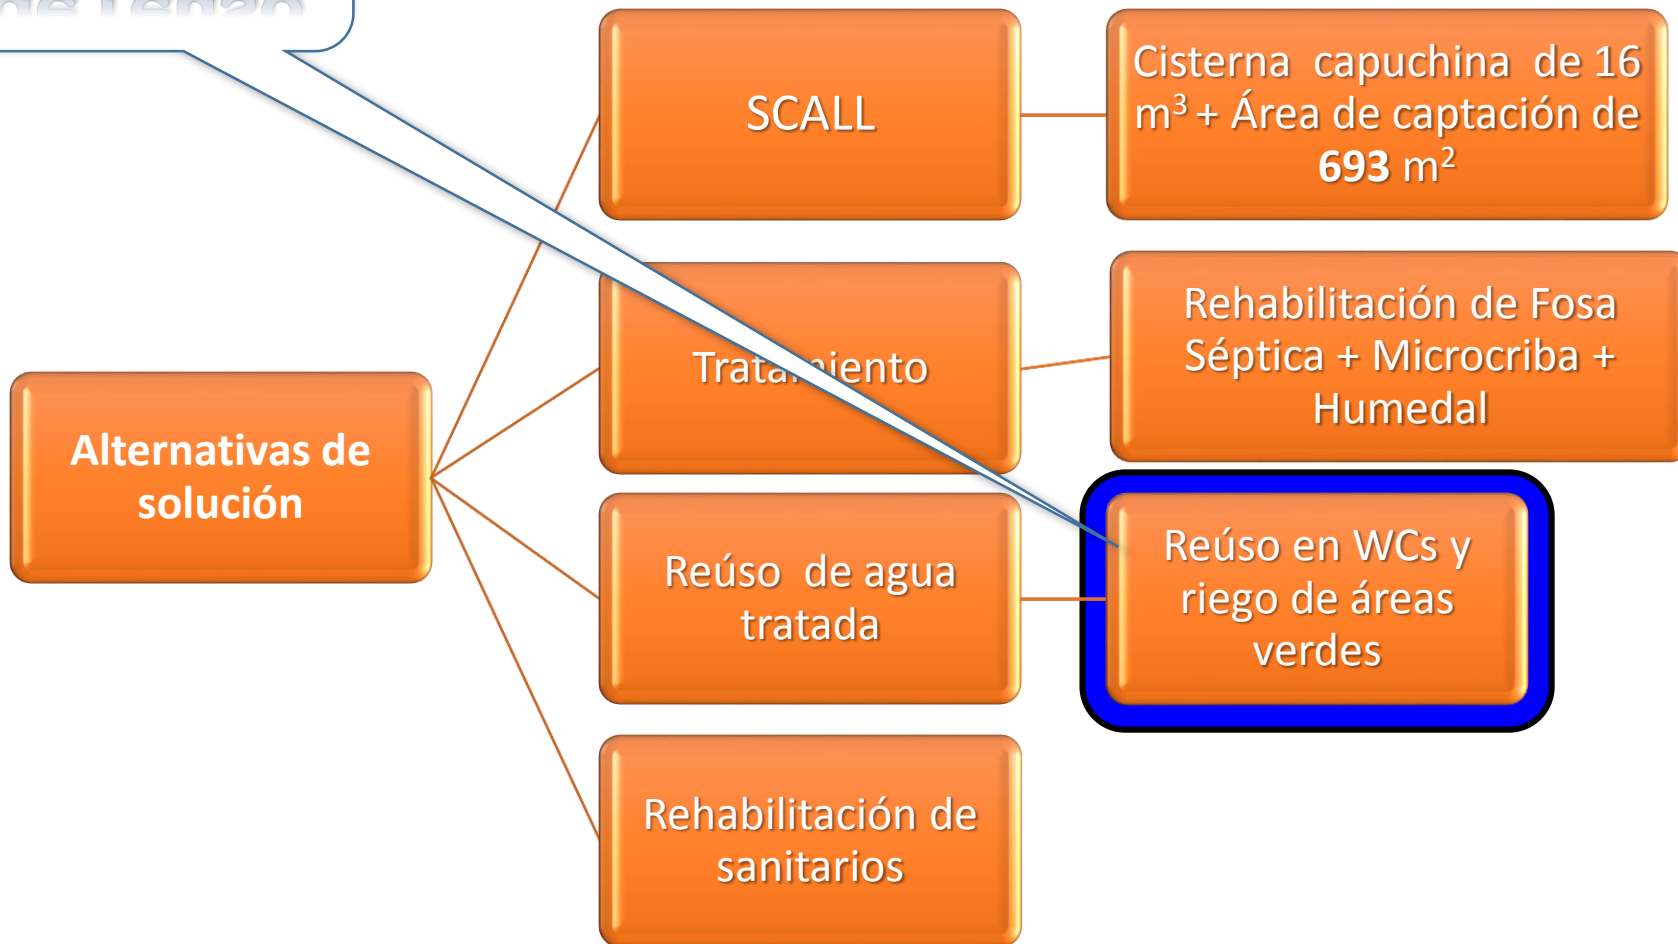 SCALL
Cisterna capuchina de 16
m³ + Área de captación de
693 m²
Tratamiento
Rehabilitación de Fosa
Séptica + Microcriba +
Humedal
Alternativas de
solución
Reúso de agua
tratada
Reúso en WCs y
riego de áreas
verdes
Rehabilitación de
sanitarios